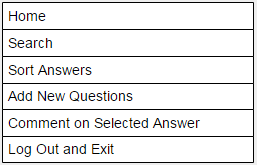 Home
Search
Sort Answers
Add New Questions
Comment on Selected Answer
Log Out and Exit